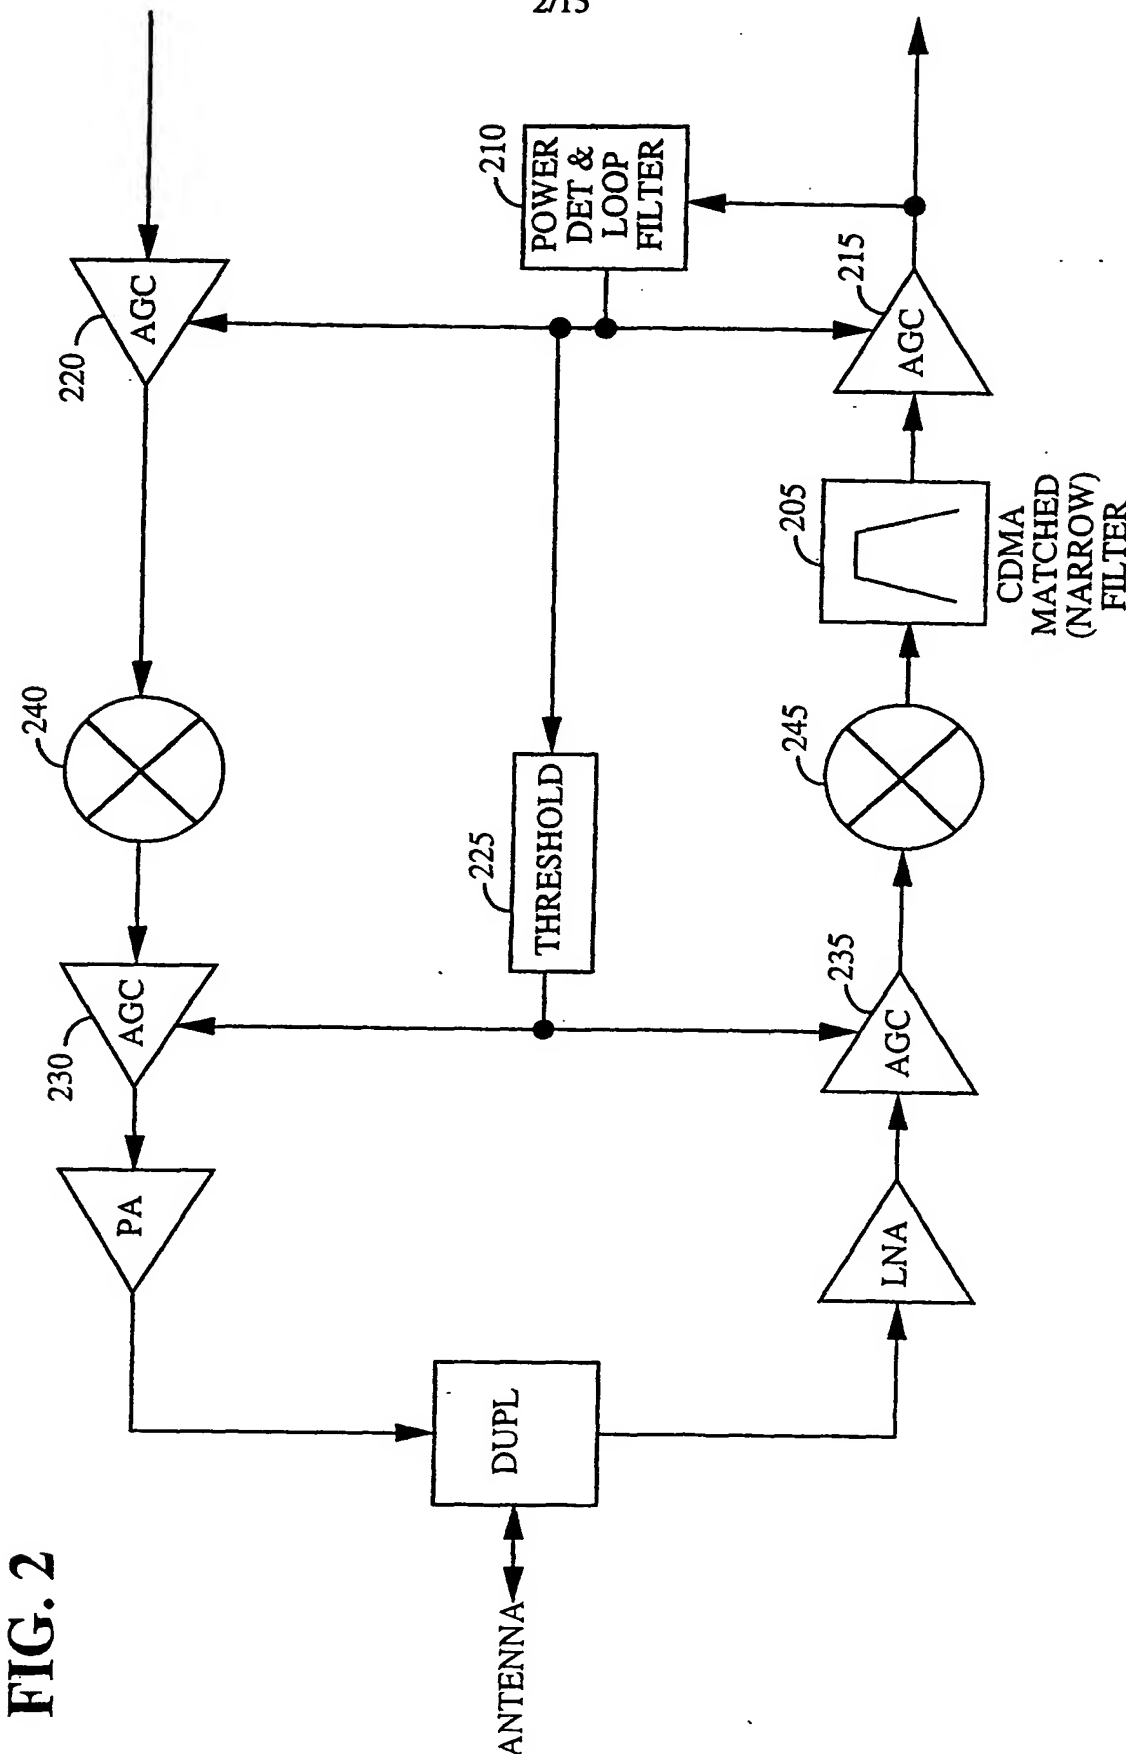 2/13
FIG. 2
220
AGC
240
230
AGC
PA
210
POWER
DET &
LOOP
FILTER
225
THRESHOLD
DUPL
ANTENNA
215
AGC
205
CDMA
MATCHED
(NARROW)
FILTER
245
235
AGC
LNA